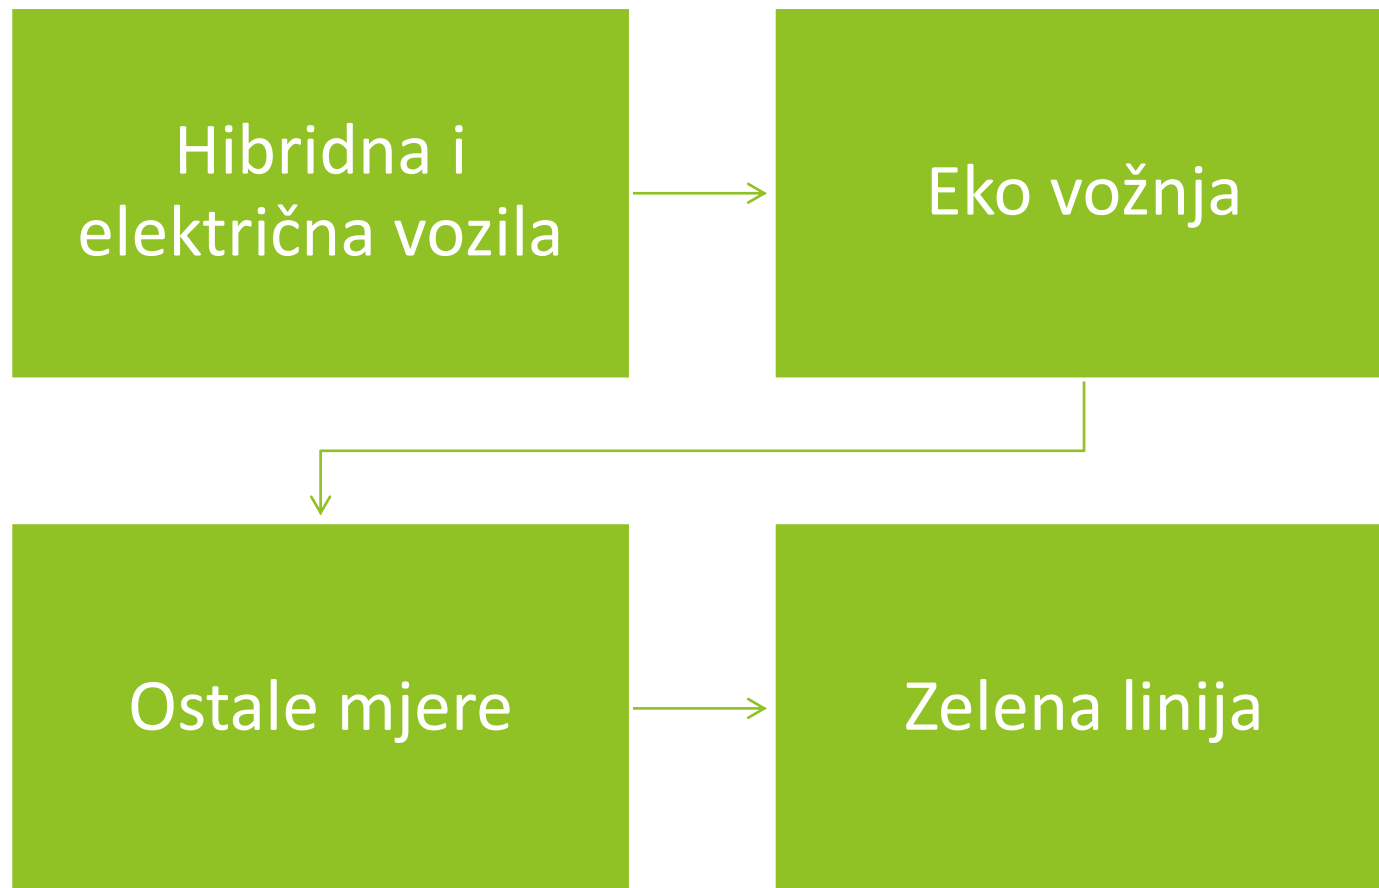 Hibridna i
električna vozila
Eko vožnja
Ostale mjere
Zelena linija